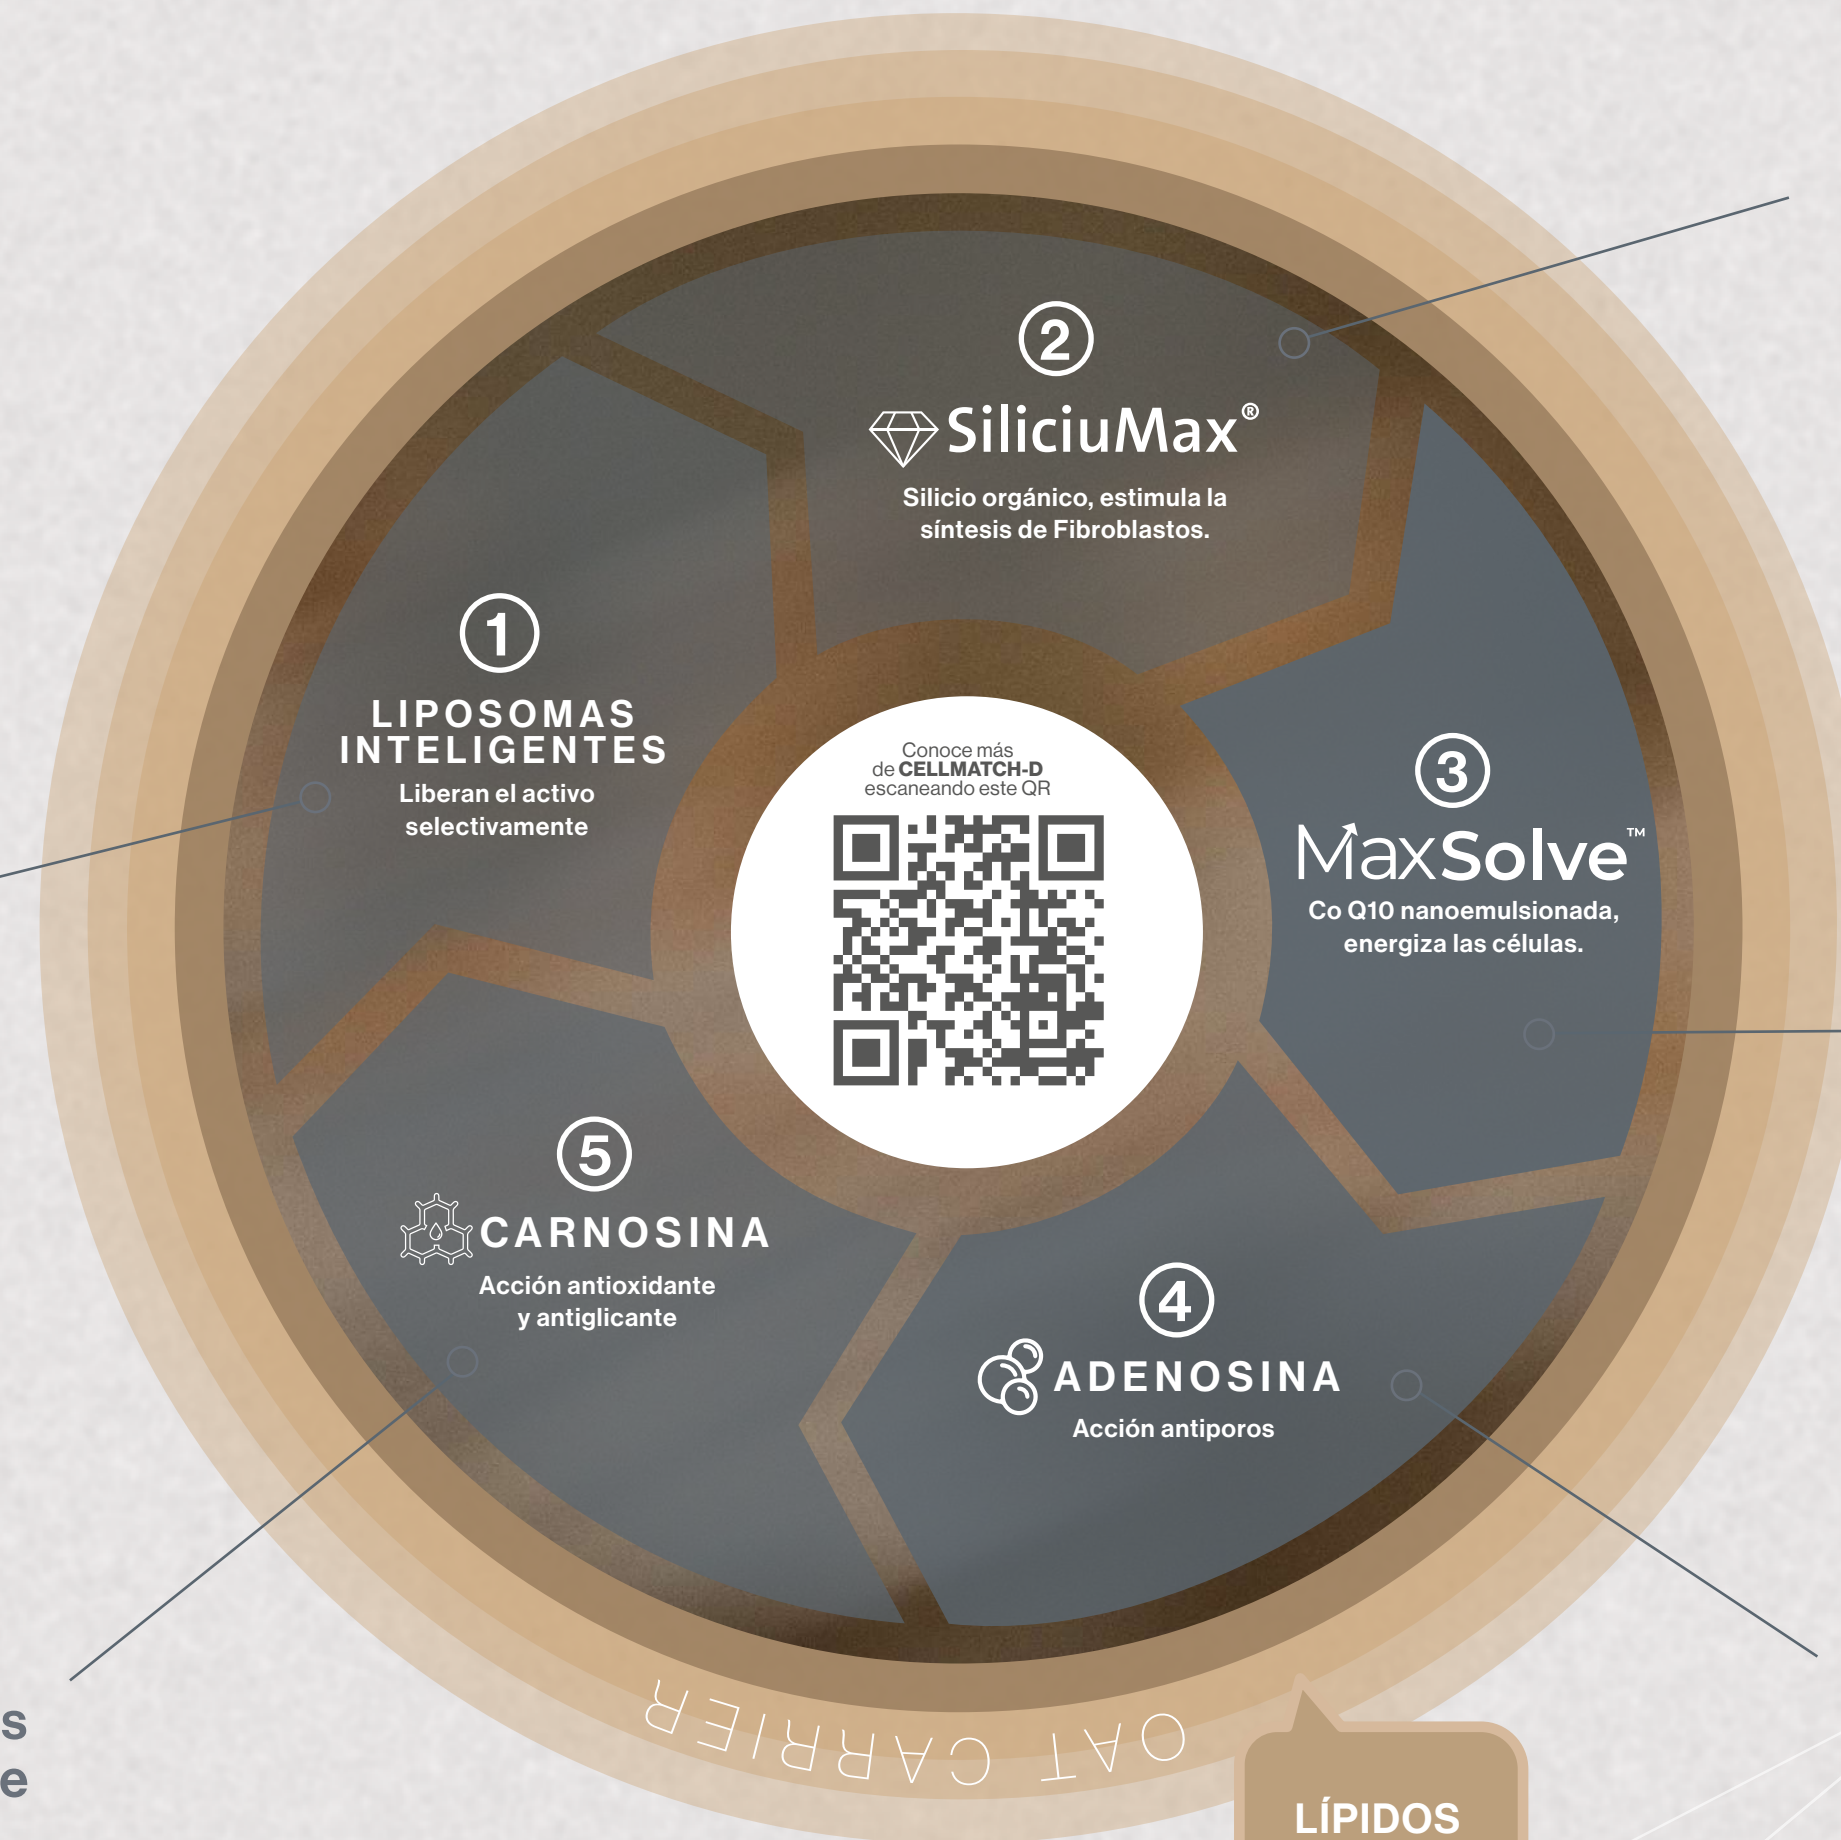 2
SiliciuMax®
Silicio orgánico, estimula la
síntesis de Fibroblastos.
1
LIPOSOMAS
INTELIGENTES
Liberan el activo
selectivamente
Conoce más
de CELLMATCH-D
escaneando este QR
3
MaxSolve™
Co Q10 nanoemulsionada,
energiza las células.
5
CARNOSINA
Acción antioxidante
y antiglicante
4
ADENOSINA
Acción antiporos
OAT CARRIER
s
e
LÍPIDOS